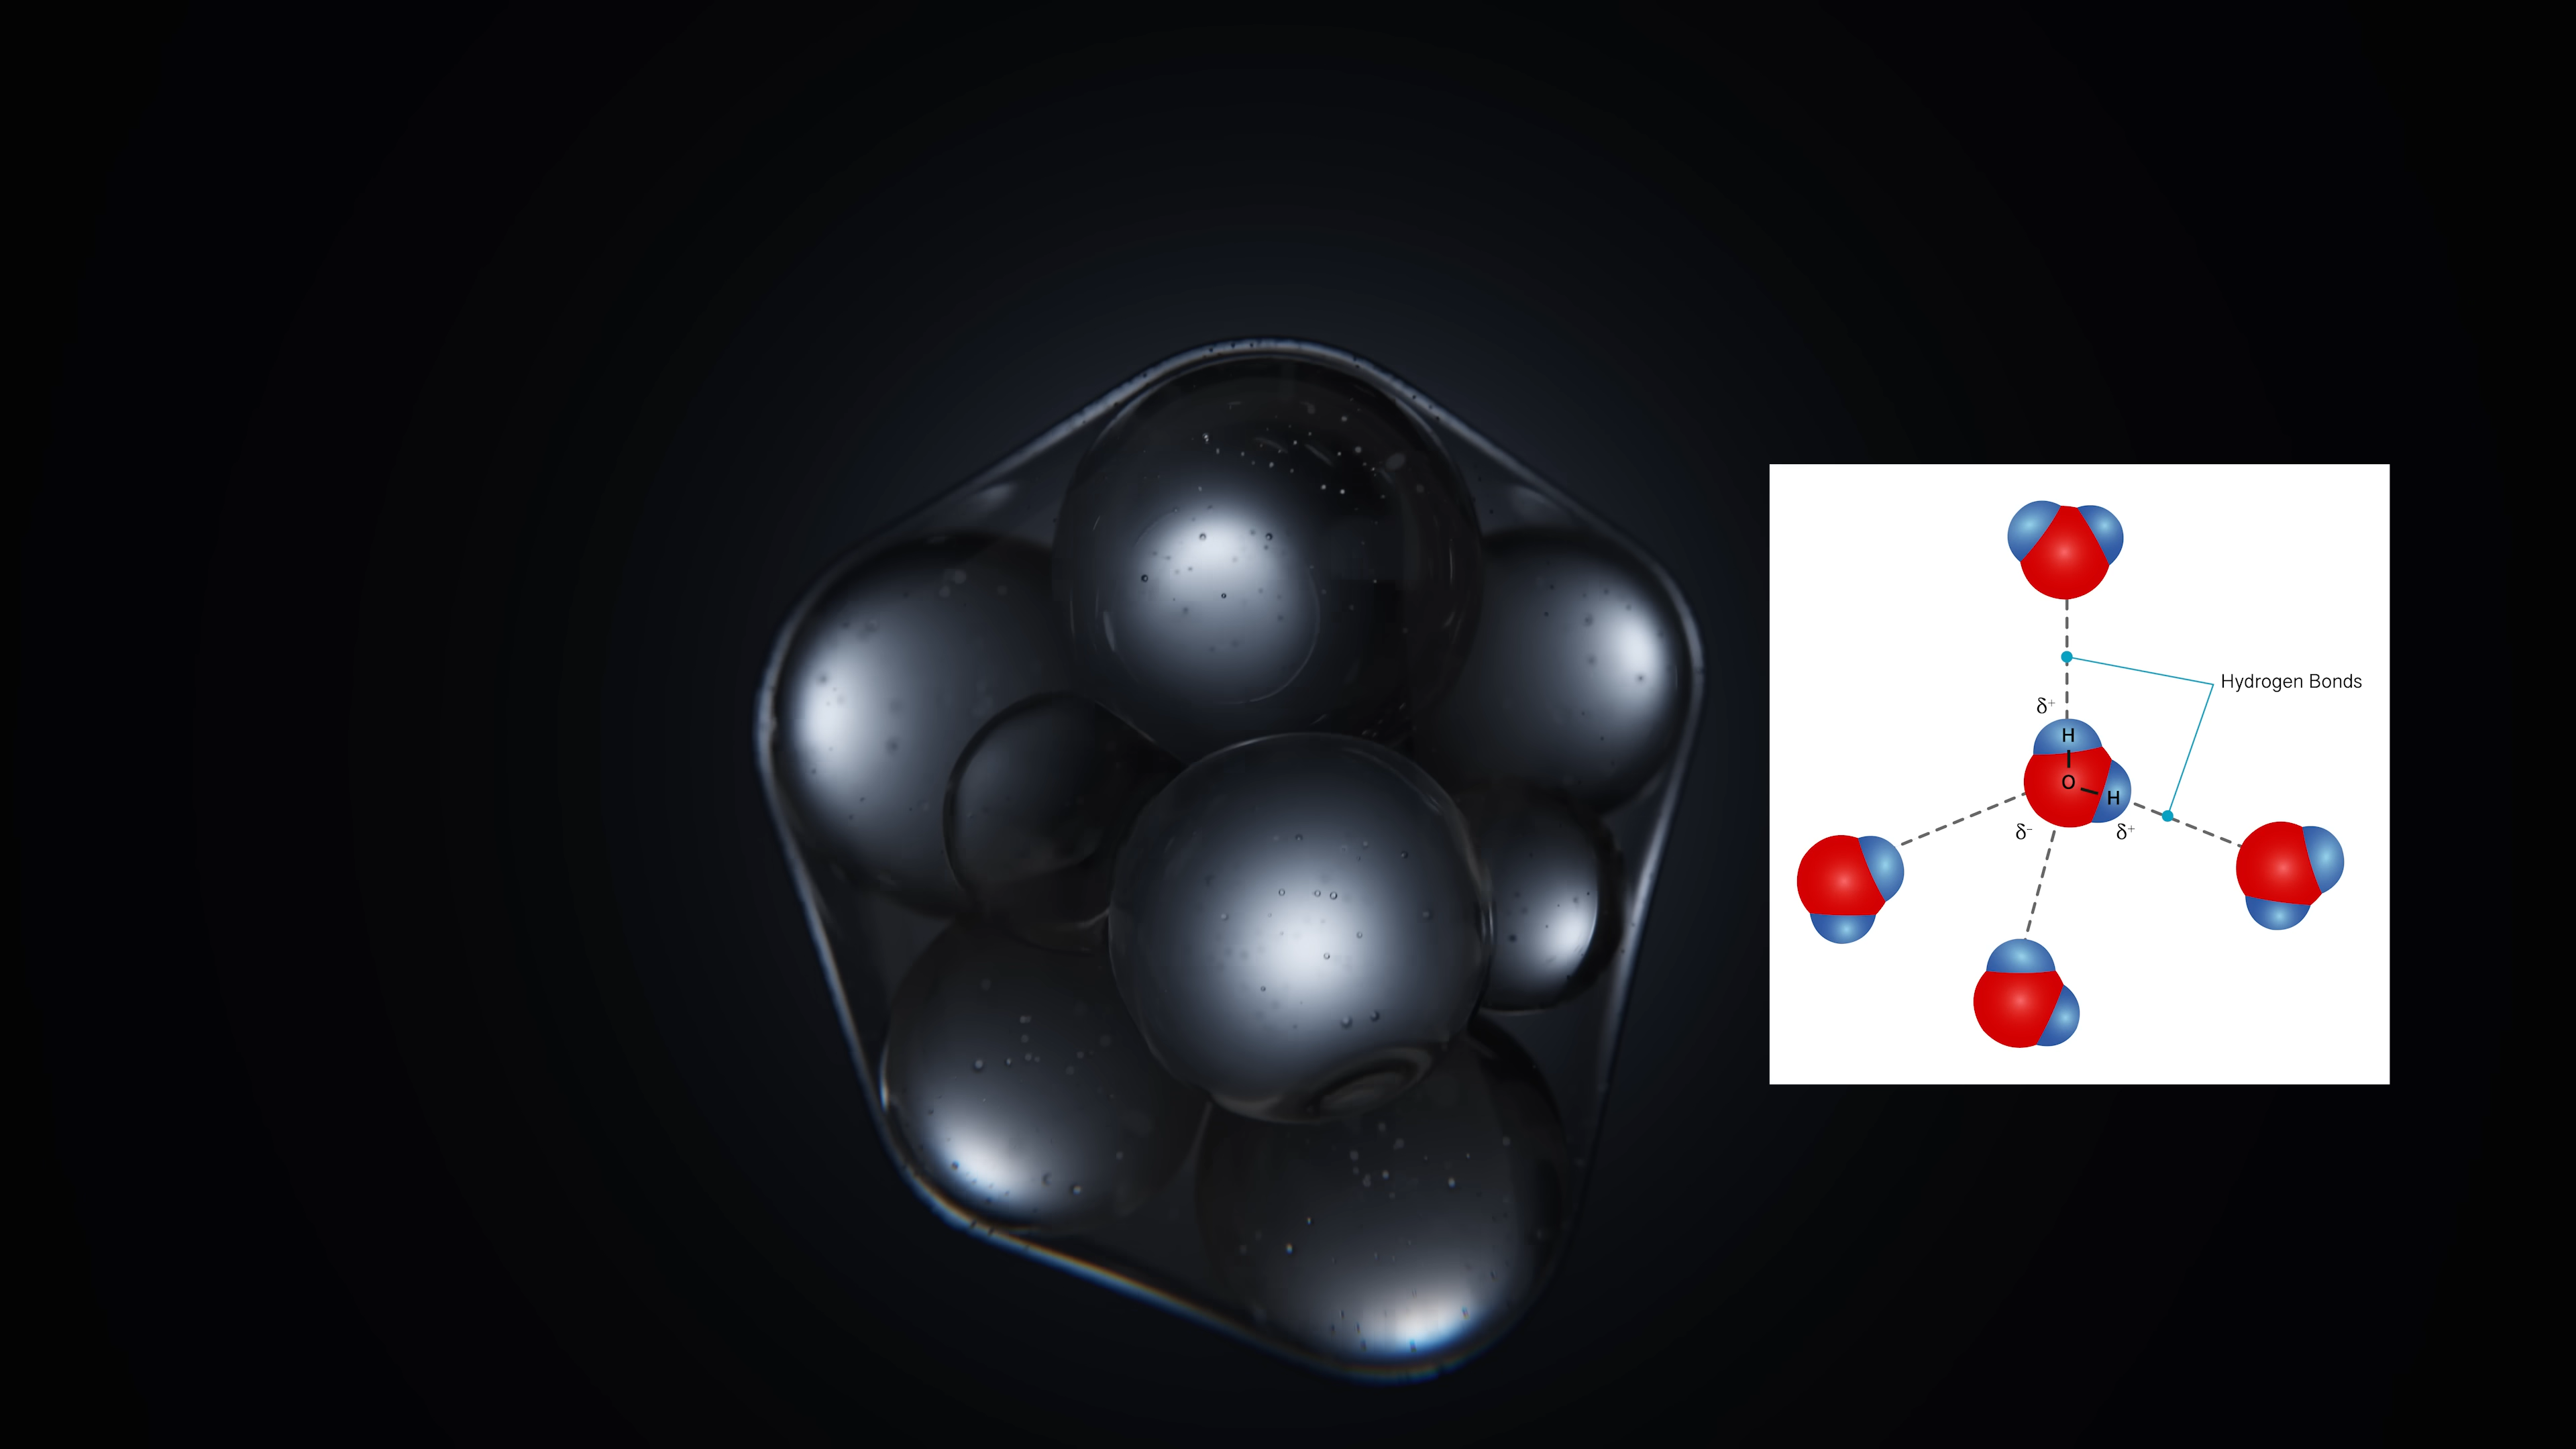 Hydrogen Bonds
δ+
H
O
H
δ-
δ+